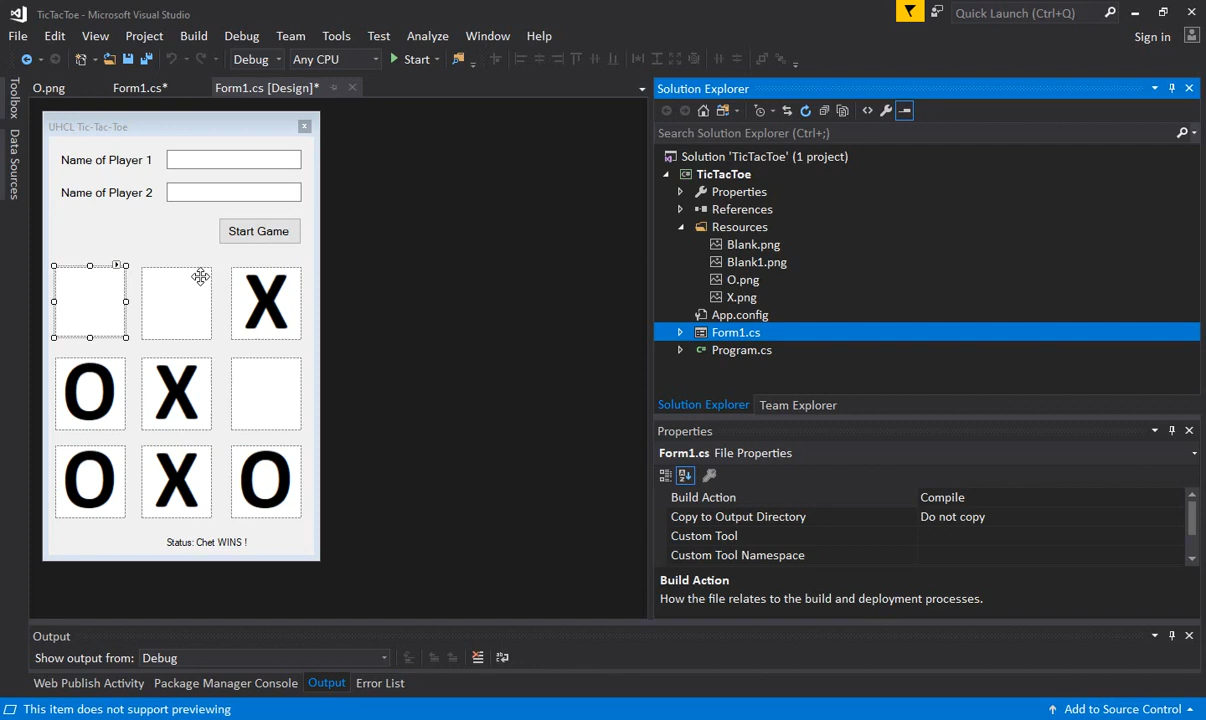 TicTacToe - Microsoft Visual Studio
Quick Launch (Ctrl+Q)
File Edit View Project Build Debug Team Tools Test Analyze Window Help
Sign in
Debug Any CPU Start
O.png Form1.cs* Form1.cs [Design]*
Toolbox
Data Sources
UHCL Tic-Tac-Toe
x
Name of Player 1
Name of Player 2
Start Game
X
O X
O X O
Status: Chet WINS !
Solution Explorer
Search Solution Explorer (Ctrl+;)
Solution 'TicTacToe' (1 project)
TicTacToe
Properties
References
Resources
Blank.png
Blank1.png
O.png
X.png
App.config
Form1.cs
Program.cs
Solution Explorer Team Explorer
Properties
Form1.cs File Properties
Build Action Compile
Copy to Output Directory Do not copy
Custom Tool
Custom Tool Namespace
Build Action
How the file relates to the build and deployment processes.
Output
Show output from: Debug
Web Publish Activity Package Manager Console Output Error List
This item does not support previewing
Add to Source Control